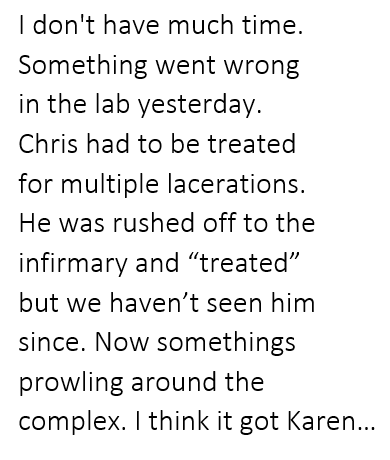 I don't have much time.
Something went wrong
in the lab yesterday.
Chris had to be treated
for multiple lacerations.
He was rushed off to the
infirmary and “treated”
but we haven’t seen him
since. Now somethings
prowling around the
complex. I think it got Karen…